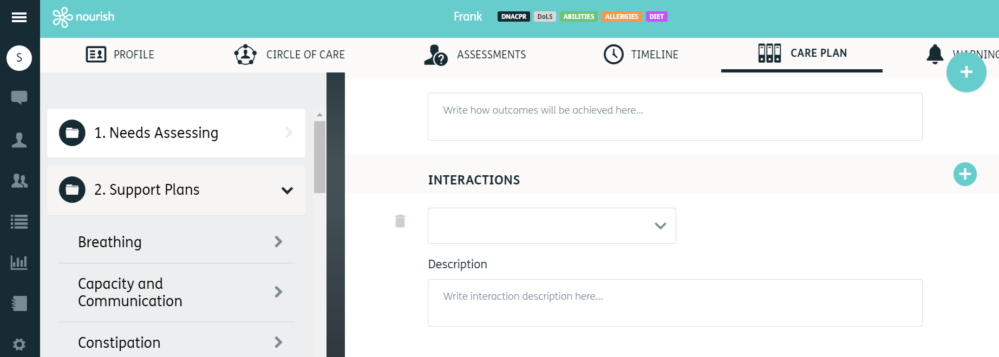 nourish
Frank DNACPR DoLS ABILITIES ALLERGIES DIET
S
PROFILE CIRCLE OF CARE ASSESSMENTS TIMELINE CARE PLAN
1. Needs Assessing
2. Support Plans
Breathing
Capacity and
Communication
Constipation
Write how outcomes will be achieved here...
INTERACTIONS
Description
Write interaction description here...